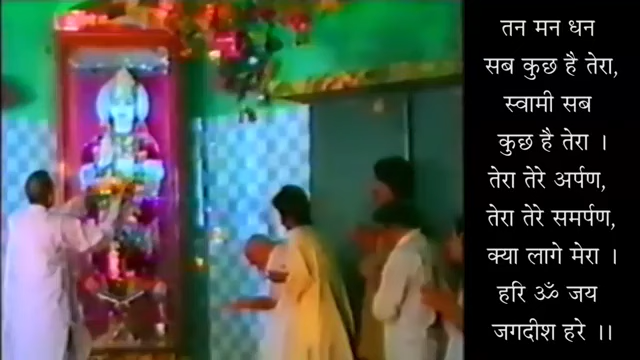 तन मन धन
सब कुछ है तेरा,
स्वामी सब
कुछ है तेरा ।
तेरा तेरे अर्पण,
तेरा तेरे समर्पण,
क्या लागे मेरा ।
हरि ॐ जय
जगदीश हरे ।।